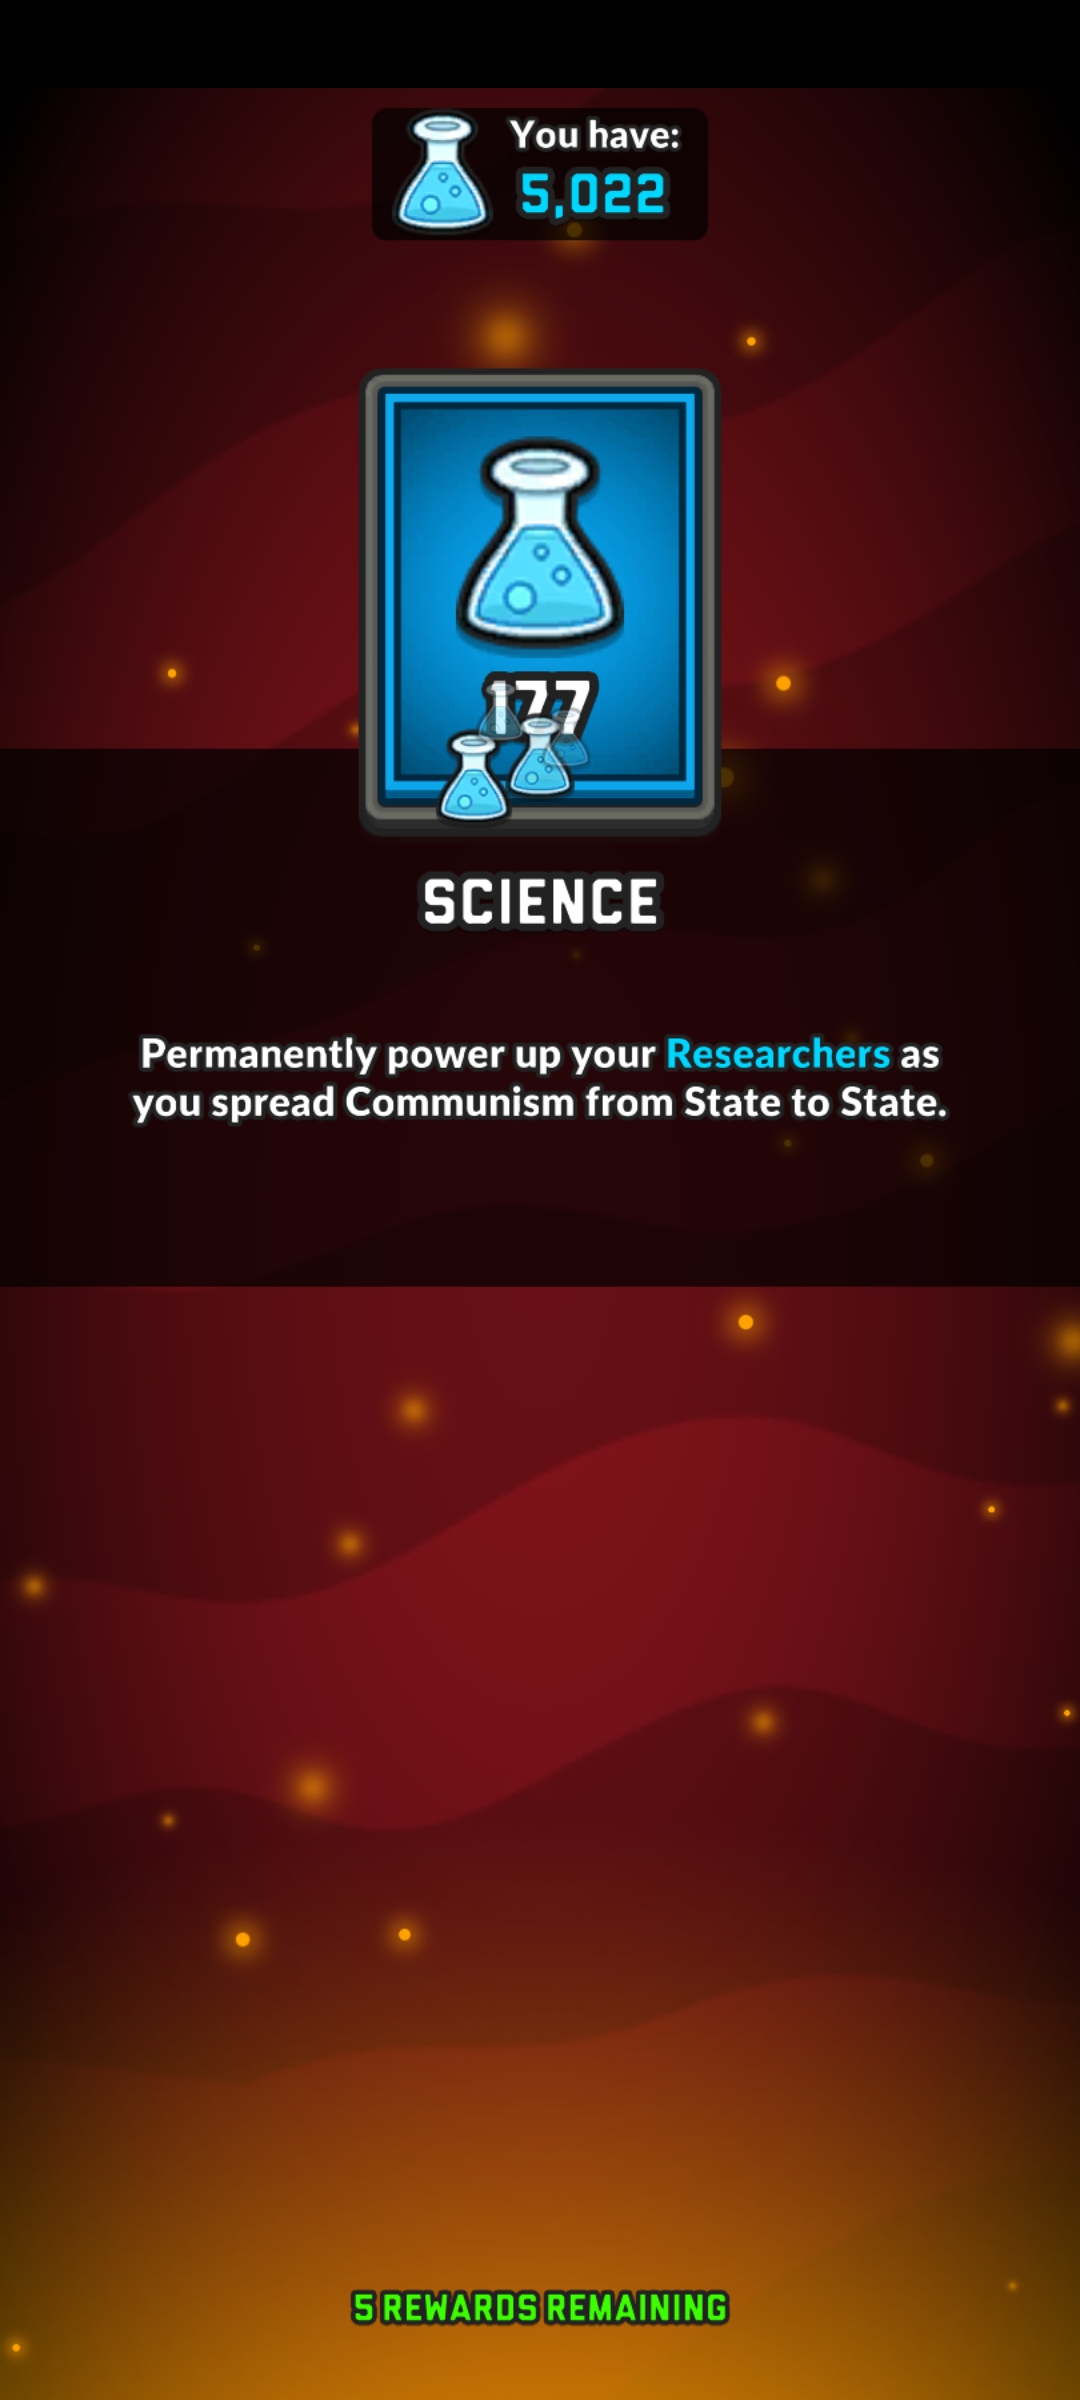 You have:
5,022
177
SCIENCE
Permanently power up your Researchers as
you spread Communism from State to State.
5 REWARDS REMAINING